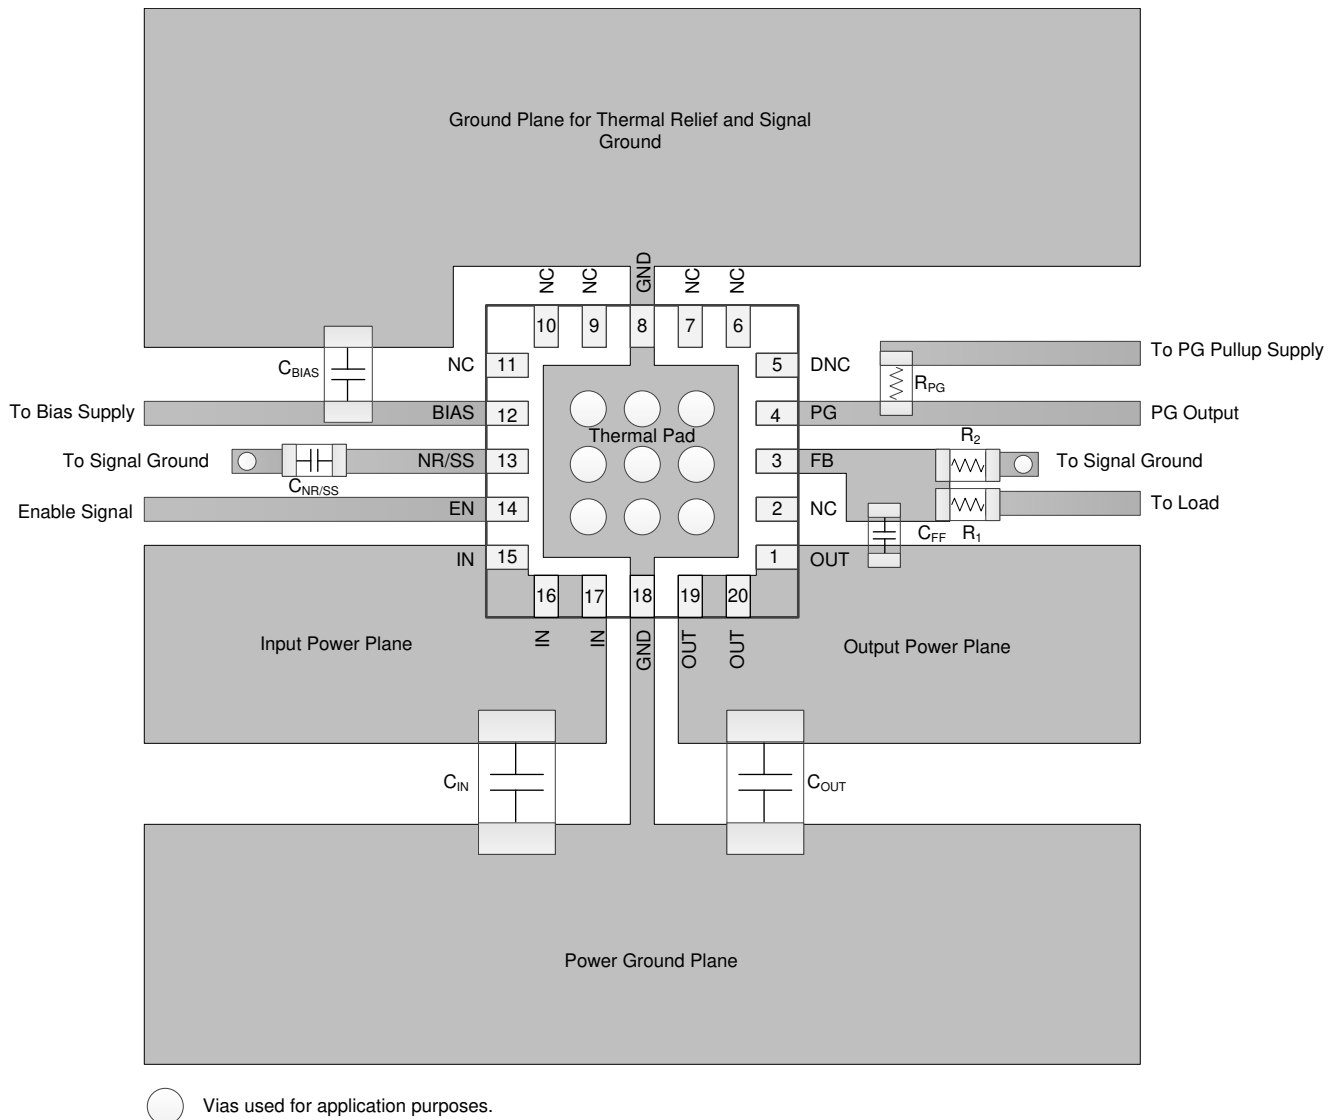 Ground Plane for Thermal Relief and Signal
Ground
NC
NC
GND
NC
NC
10
9
8
7
6
NC
11
5
DNC
To PG Pullup Supply
CBIAS
RPG
To Bias Supply
BIAS
12
4
PG
PG Output
Thermal Pad
R2
To Signal Ground
NR/SS
13
3
FB
To Signal Ground
CNR/SS
Enable Signal
EN
14
2
NC
To Load
CFF
R1
IN
15
1
OUT
16
17
18
19
20
IN
IN
GND
OUT
OUT
Input Power Plane
Output Power Plane
CIN
COUT
Power Ground Plane
Vias used for application purposes.